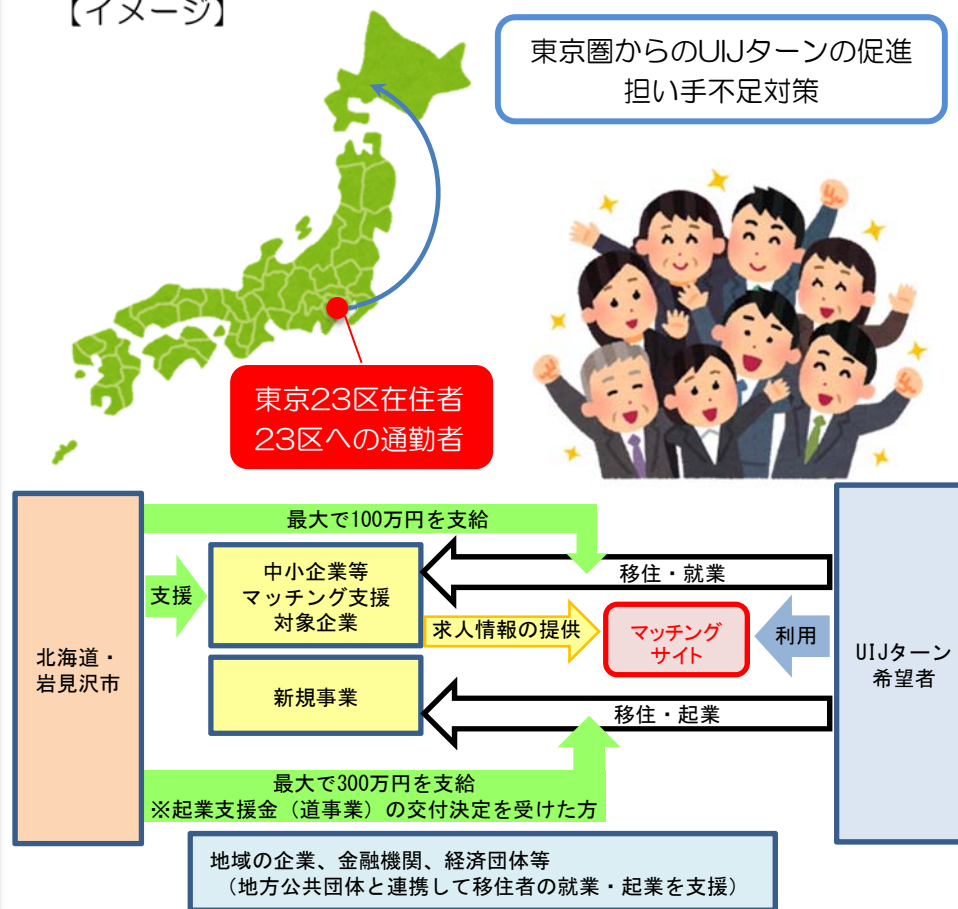 【イメージ】
東京圏からのUIJターンの促進
担い手不足対策
東京23区在住者
23区への通勤者
最大で100万円を支給
中小企業等
マッチング支援
対象企業
移住・就業
支援
求人情報の提供
マッチング
サイト
利用
北海道・
岩見沢市
UIJターン
希望者
新規事業
移住・起業
最大で300万円を支給
※起業支援金（道事業）の交付決定を受けた方
地域の企業、金融機関、経済団体等
（地方公共団体と連携して移住者の就業・起業を支援）